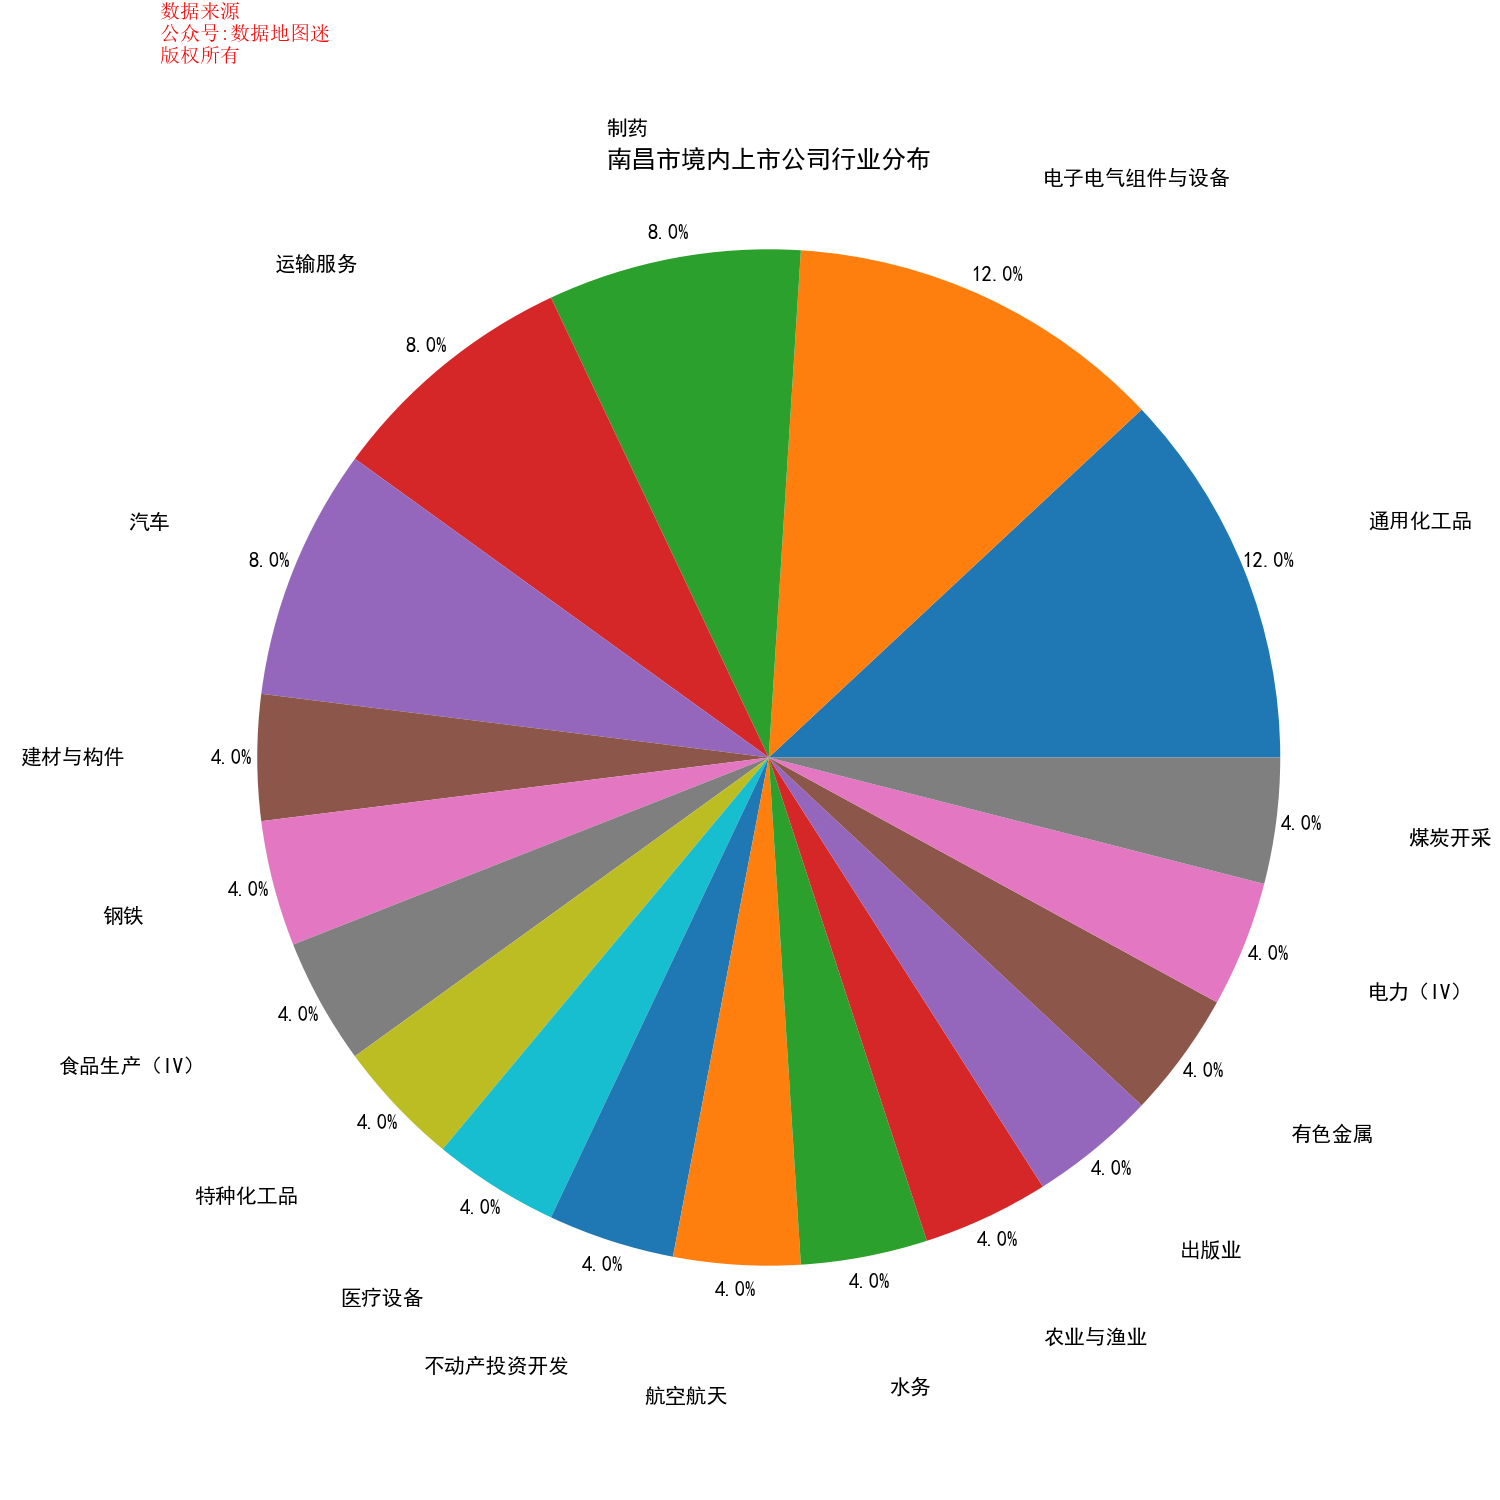 数据来源
公众号:数据地图迷
版权所有
制药
南昌市境内上市公司行业分布
电子电气组件与设备
8.0%
运输服务
12.0%
8.0%
汽车
通用化工品
8.0%
12.0%
建材与构件
4.0%
4.0%
煤炭开采
4.0%
钢铁
4.0%
电力（IV）
4.0%
食品生产（IV）
4.0%
有色金属
4.0%
4.0%
特种化工品
4.0%
4.0%
出版业
4.0%
4.0%
4.0%
医疗设备
农业与渔业
不动产投资开发
水务
航空航天